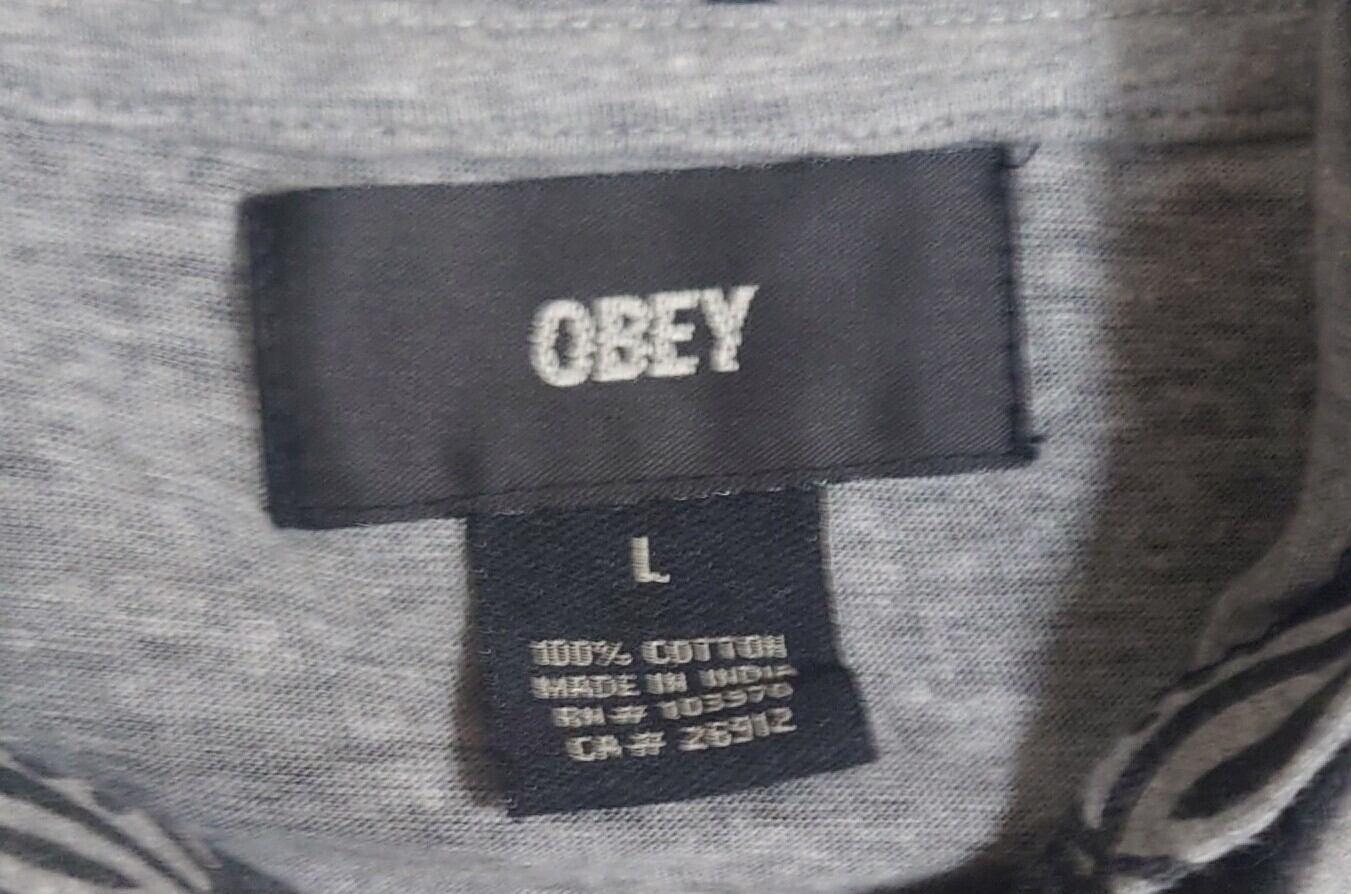 OBEY
L
100% COTTON
MADE IN INDIA
RN # 103970
CA # 26912